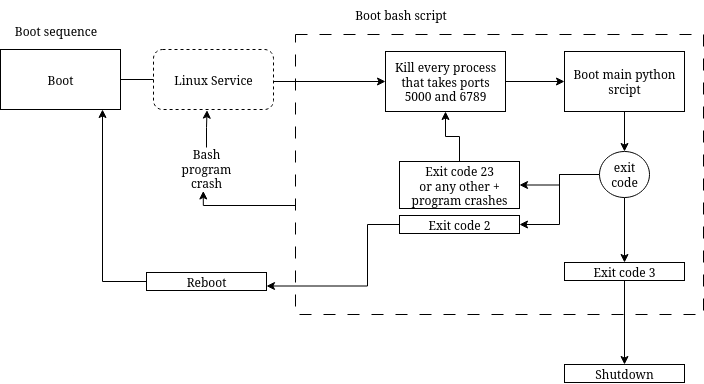 Boot bash script
Boot sequence
Boot
Linux Service
Kill every process
that takes ports
5000 and 6789
Boot main python
srcipt
Bash
program
crash
exit
code
Exit code 23
or any other +
program crashes
Exit code 2
Exit code 3
Reboot
Shutdown